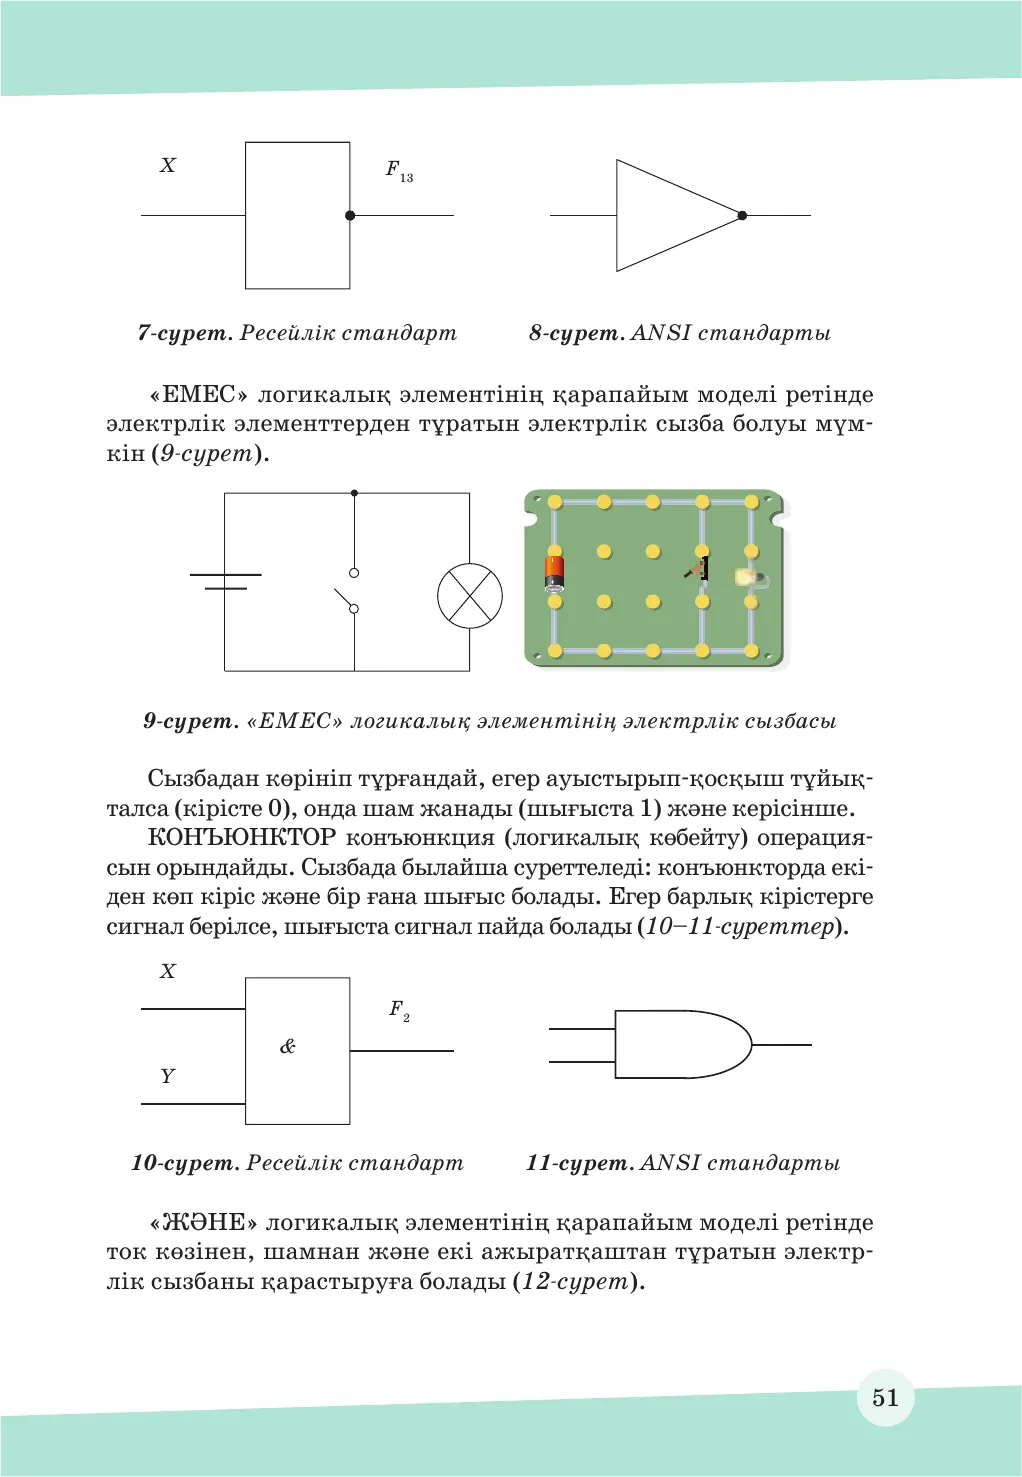 X
F13
7-сурет. Ресейлік стандарт
8-сурет. ANSI стандарты
«ЕМЕС» логикалық элементінің қарапайым моделі ретінде
электрлік элементтерден тұратын электрлік сызба болуы мүм-
кін (9-сурет).
9-сурет. «ЕМЕС» логикалық элементінің электрлік сызбасы
Сызбадан көрініп тұрғандай, егер ауыстырып-қосқыш тұйық-
талса (кірісте 0), онда шам жанады (шығыста 1) және керісінше.
КОНЪЮНКТОР конъюнкция (логикалық көбейту) операция-
сын орындайды. Сызбада былайша суреттеледі: конъюнкторда екі-
ден көп кіріс және бір ғана шығыс болады. Егер барлық кірістерге
сигнал берілсе, шығыста сигнал пайда болады (10–11-суреттер).
X
F2
&
Y
10-сурет. Ресейлік стандарт
11-сурет. ANSI стандарты
«ЖӘНЕ» логикалық элементінің қарапайым моделі ретінде
ток көзінен, шамнан және екі ажыратқаштан тұратын электр-
лік сызбаны қарастыруға болады (12-сурет).
51